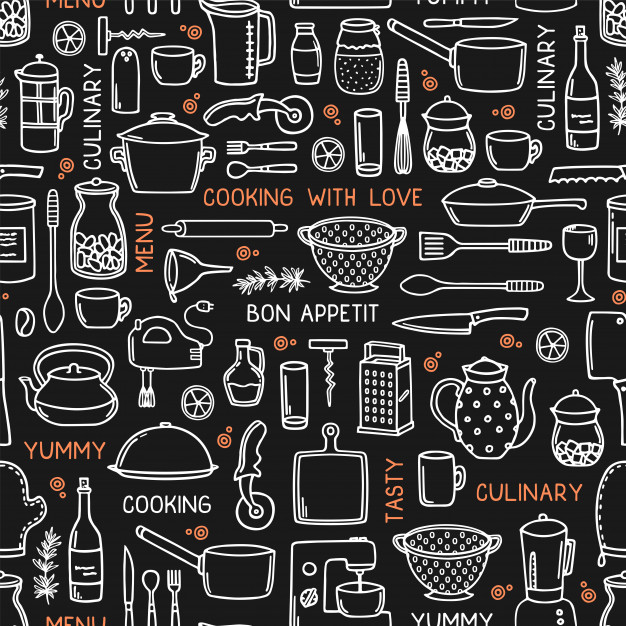 MENU
YUMMY
CULINARY
CULINARY
COOKING WITH LOVE
MENU
BON APPETIT
YUMMY
COOKING
TASTY
CULINARY
MENU
YUMMY